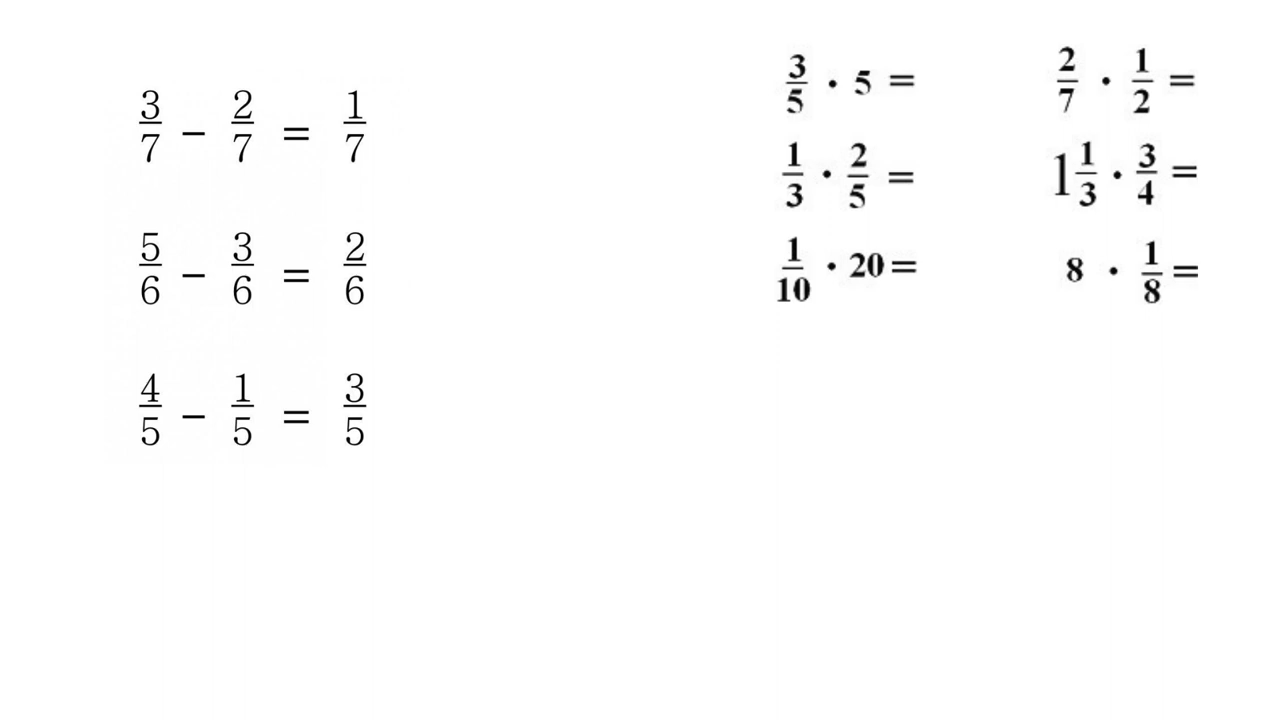 3/7 - 2/7 = 1/7
5/6 - 3/6 = 2/6
4/5 - 1/5 = 3/5
3/5 · 5 =
2/7 · 1/2 =
1/3 · 2/5 =
1 1/3 · 3/4 =
1/10 · 20 =
8 · 1/8 =